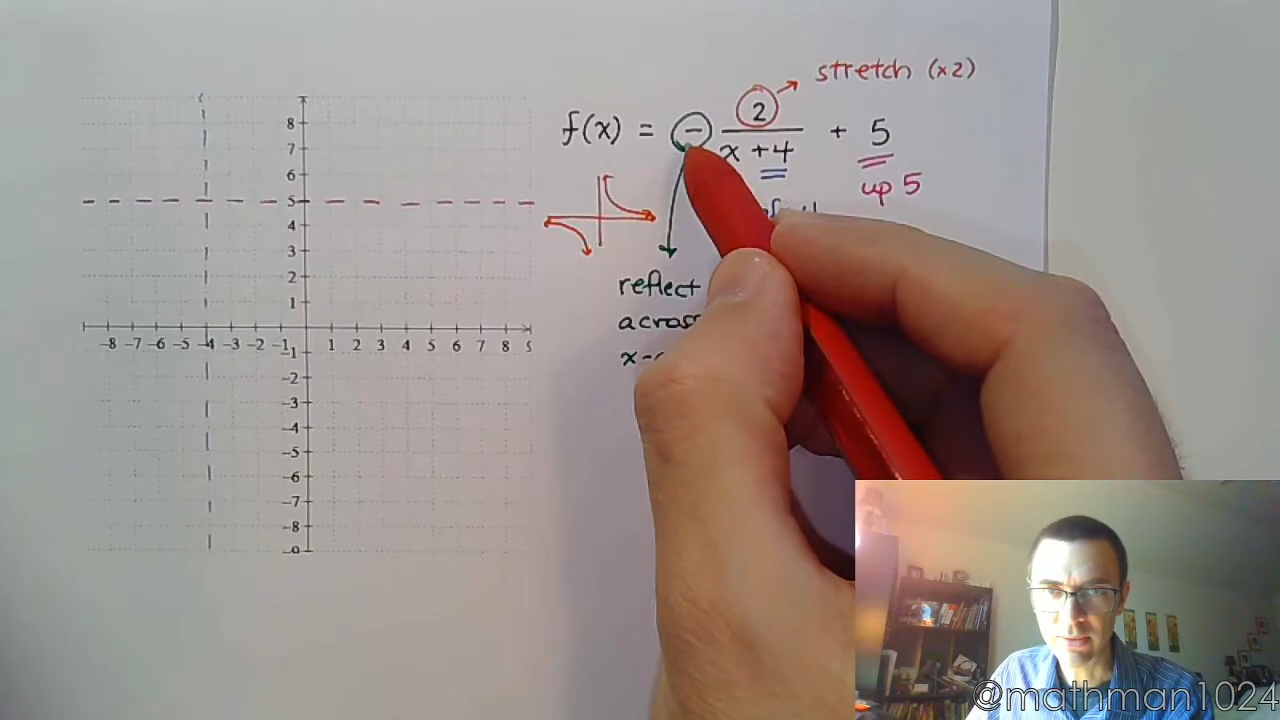 stretch (x2)
f(x) = - 2/(x + 4) + 5
up 5
reflect
across
8
7
6
5
4
3
2
1
-8 -7 -6 -5 -4 -3 -2 -1 1 2 3 4 5 6 7 8
-1
-2
-3
-4
-5
-6
-7
-8
@mathman1024